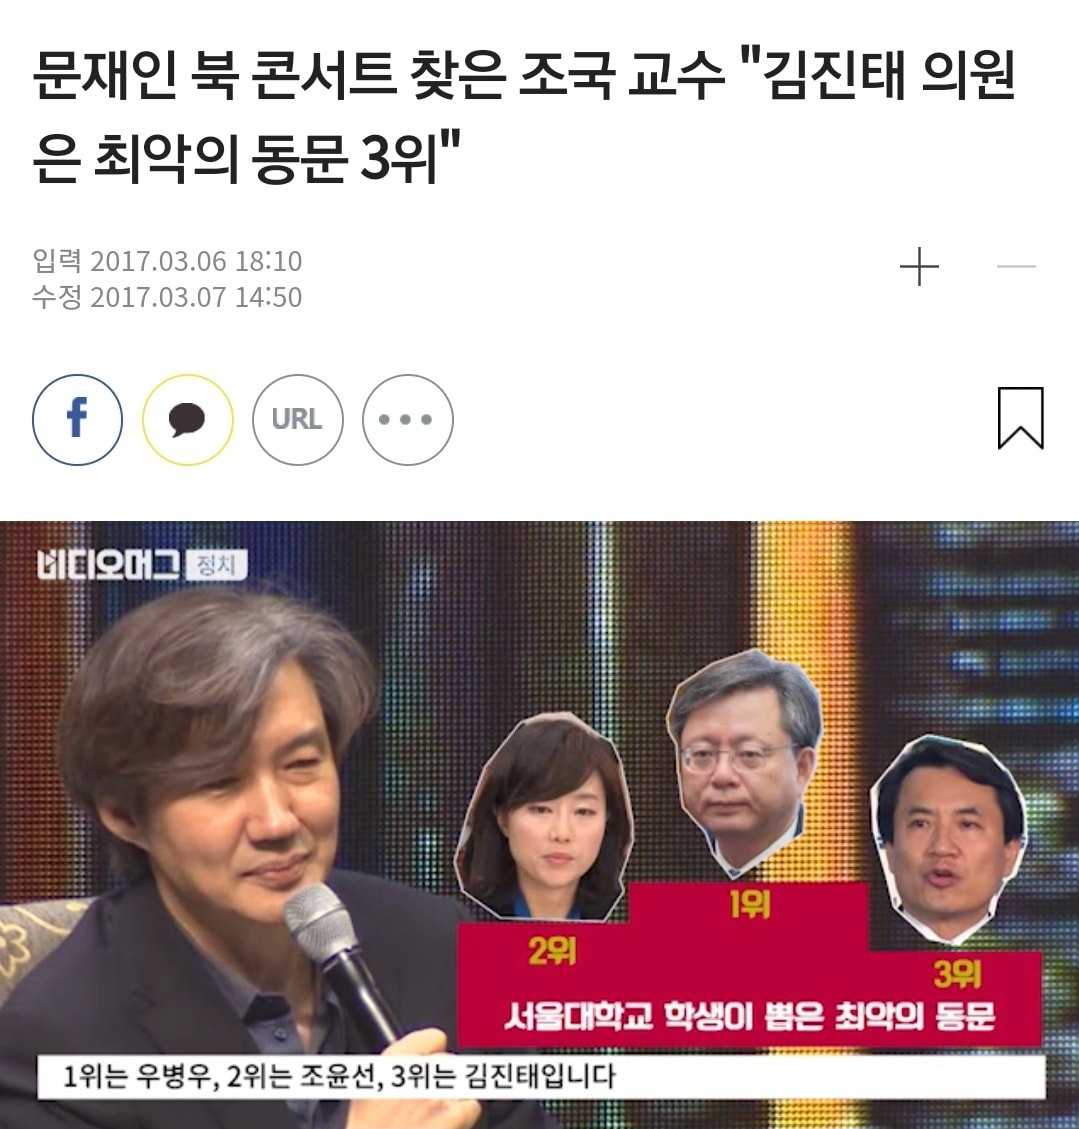 문재인 북 콘서트 찾은 조국 교수 "김진태 의원
은 최악의 동문 3위"
입력 2017.03.06 18:10
수정 2017.03.07 14:50
f
URL
비디오머그 정치
1위
2위
3위
서울대학교 학생이 뽑은 최악의 동문
1위는 우병우, 2위는 조윤선, 3위는 김진태입니다